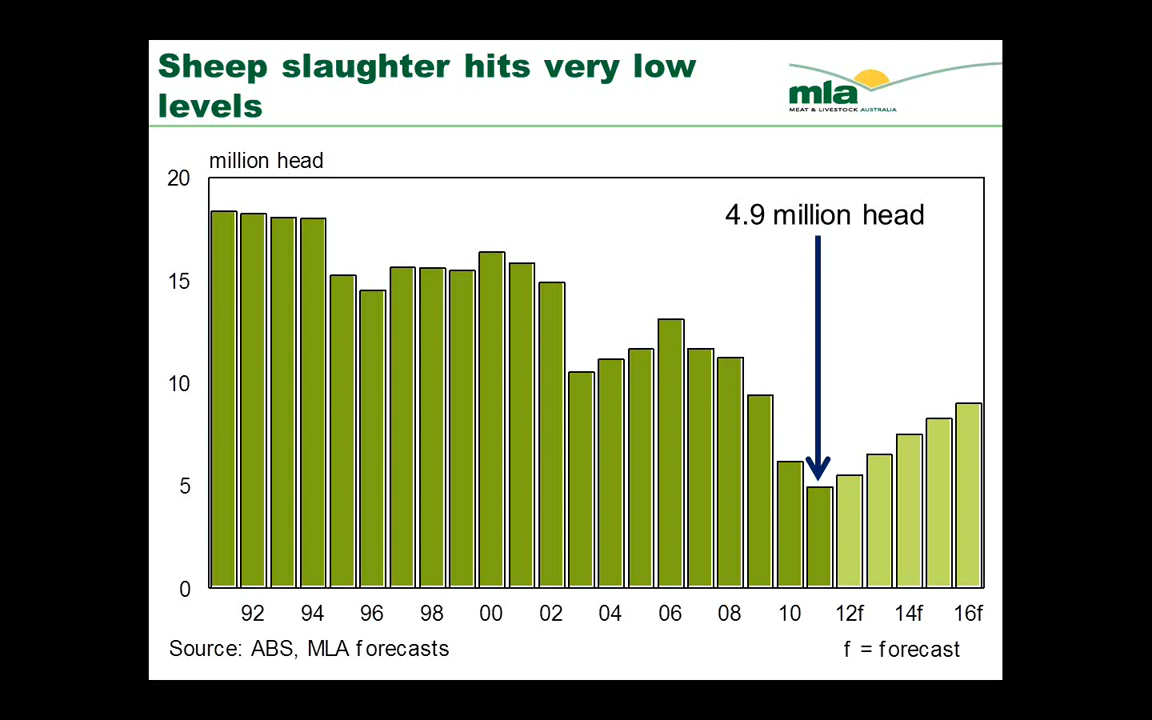 Sheep slaughter hits very low
levels
mla
MEAT & LIVESTOCK AUSTRALIA
million head
20
4.9 million head
15
10
5
0
92 94 96 98 00 02 04 06 08 10 12f 14f 16f
Source: ABS, MLA forecasts
f = forecast